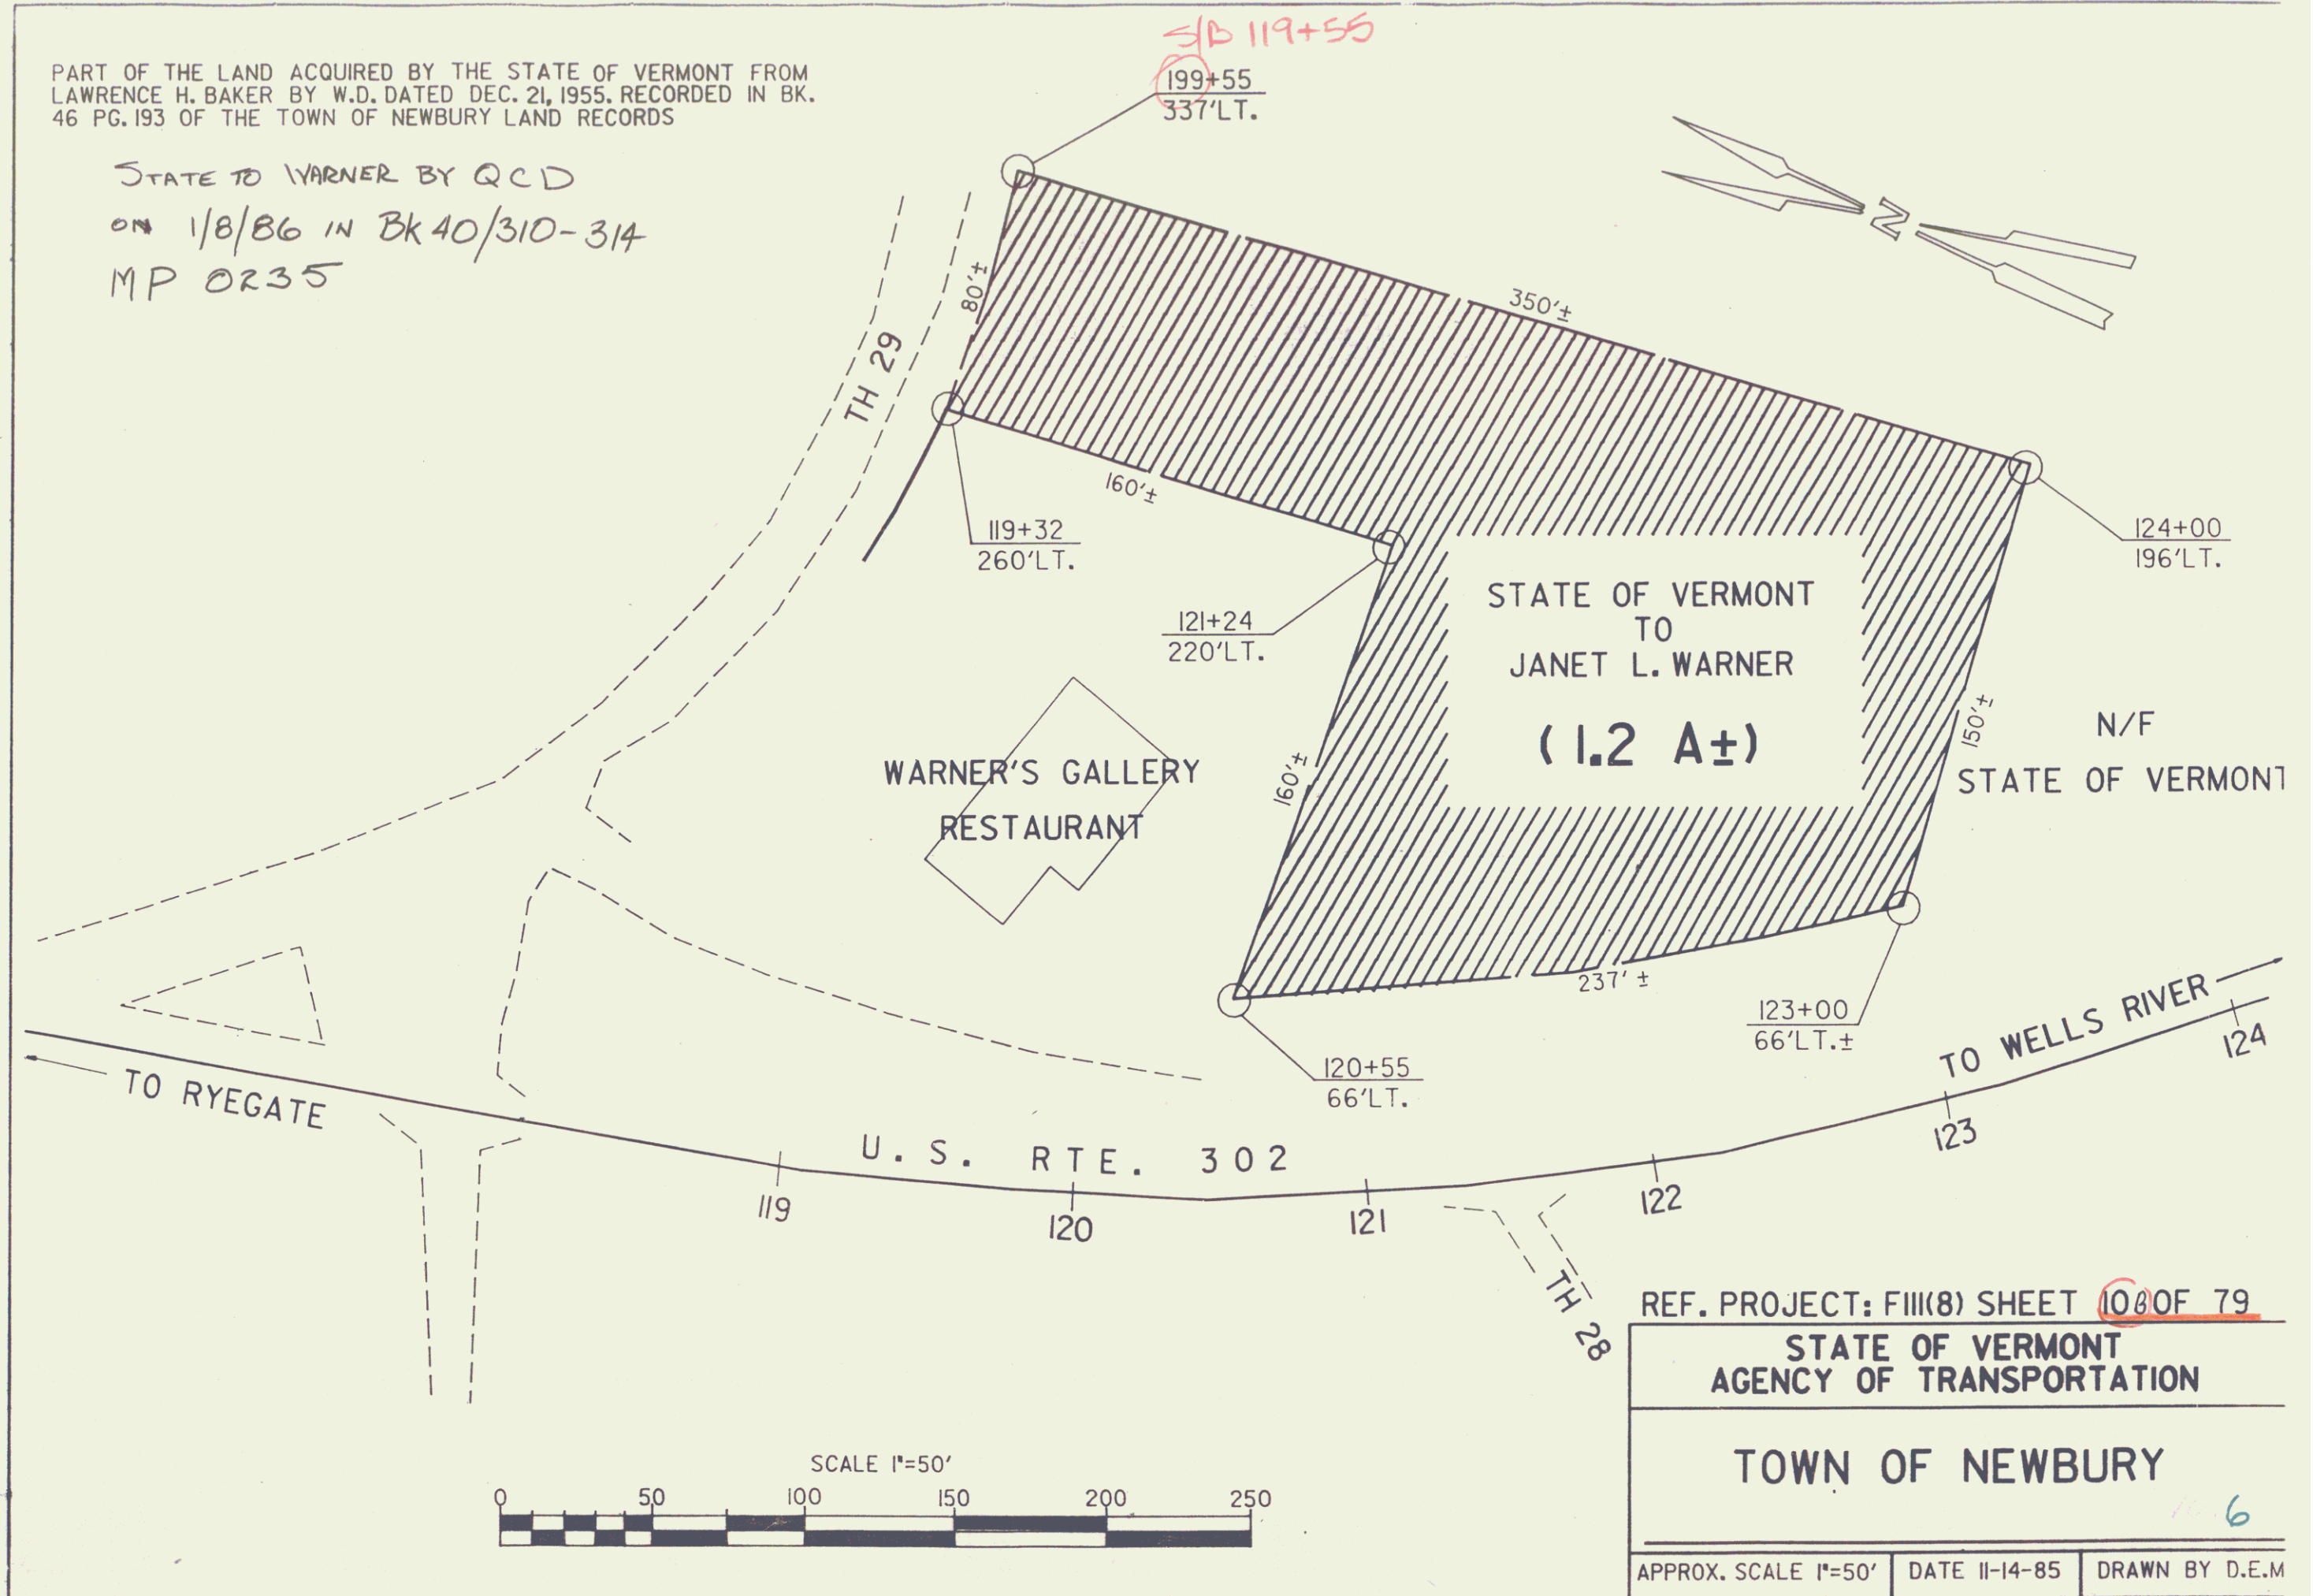 S/B 119+55
199+55
337'LT.
PART OF THE LAND ACQUIRED BY THE STATE OF VERMONT FROM
LAWRENCE H. BAKER BY W.D. DATED DEC. 21, 1955. RECORDED IN BK.
46 PG. 193 OF THE TOWN OF NEWBURY LAND RECORDS
STATE TO WARNER BY QCD
ON 1/8/86 IN BK 40/310-314
MP 0235
N
80'±
350'±
TH 29
160'±
119+32
260'LT.
124+00
196'LT.
121+24
220'LT.
STATE OF VERMONT
TO
JANET L. WARNER
(1.2 A±)
150'±
N/F
STATE OF VERMONT
160'±
WARNER'S GALLERY
RESTAURANT
237' ±
123+00
66'LT.±
120+55
66'LT.
TO WELLS RIVER
124
TO RYEGATE
123
U.S. RTE. 302
119
120
121
122
TH 28
REF. PROJECT: F111(8) SHEET 10B OF 79
STATE OF VERMONT
AGENCY OF TRANSPORTATION
TOWN OF NEWBURY
6
SCALE 1"=50'
0 50 100 150 200 250
APPROX. SCALE 1"=50' DATE 11-14-85 DRAWN BY D.E.M